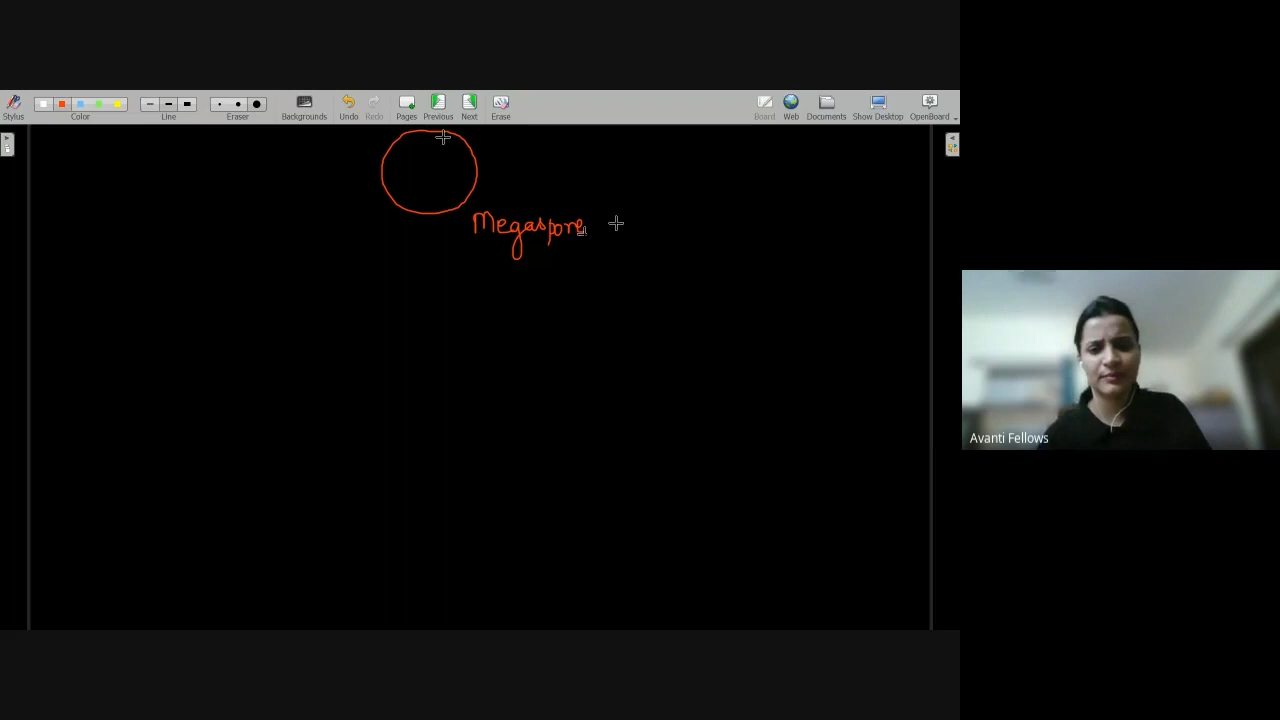 Stylus
Color
Line
Eraser
Backgrounds
Undo
Redo
Pages
Previous
Next
Erase
Board
Web
Documents
Show Desktop
OpenBoard
Megaspore
Avanti Fellows